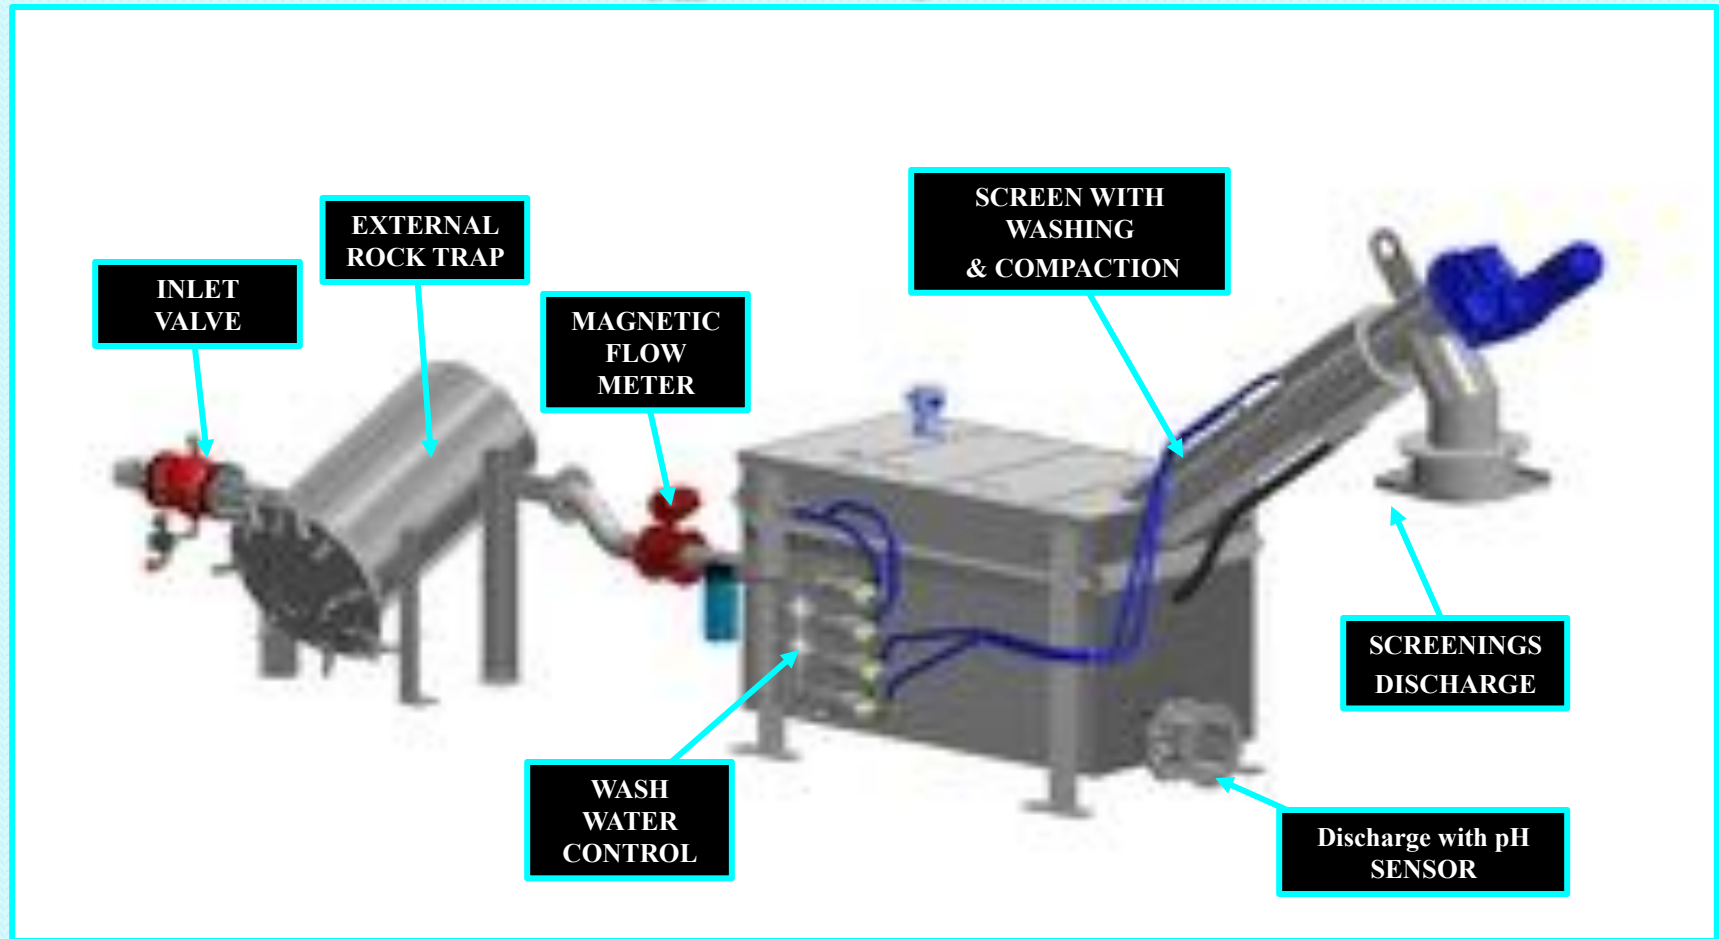 EXTERNAL
ROCK TRAP
INLET
VALVE
MAGNETIC
FLOW
METER
SCREEN WITH
WASHING
& COMPACTION
SCREENINGS
DISCHARGE
WASH
WATER
CONTROL
Discharge with pH
SENSOR